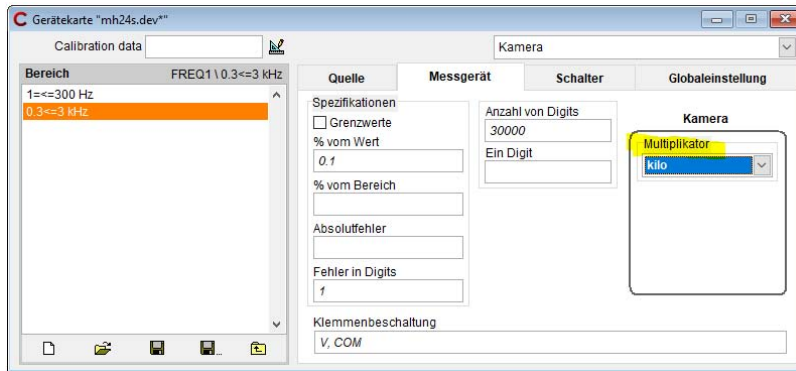 Gerätekarte "mh24s.dev*"
Calibration data
Kamera
Bereich FREQ1\0.3<=3 kHz
1=<=300 Hz
0.3<=3 kHz
Quelle Messgerät Schalter Globaleinstellung
Spezifikationen
Grenzwerte
% vom Wert
0.1
% vom Bereich
Absolutfehler
Fehler in Digits
1
Anzahl von Digits
30000
Ein Digit
Kamera
Multiplikator
kilo
Klemmenbeschaltung
V, COM